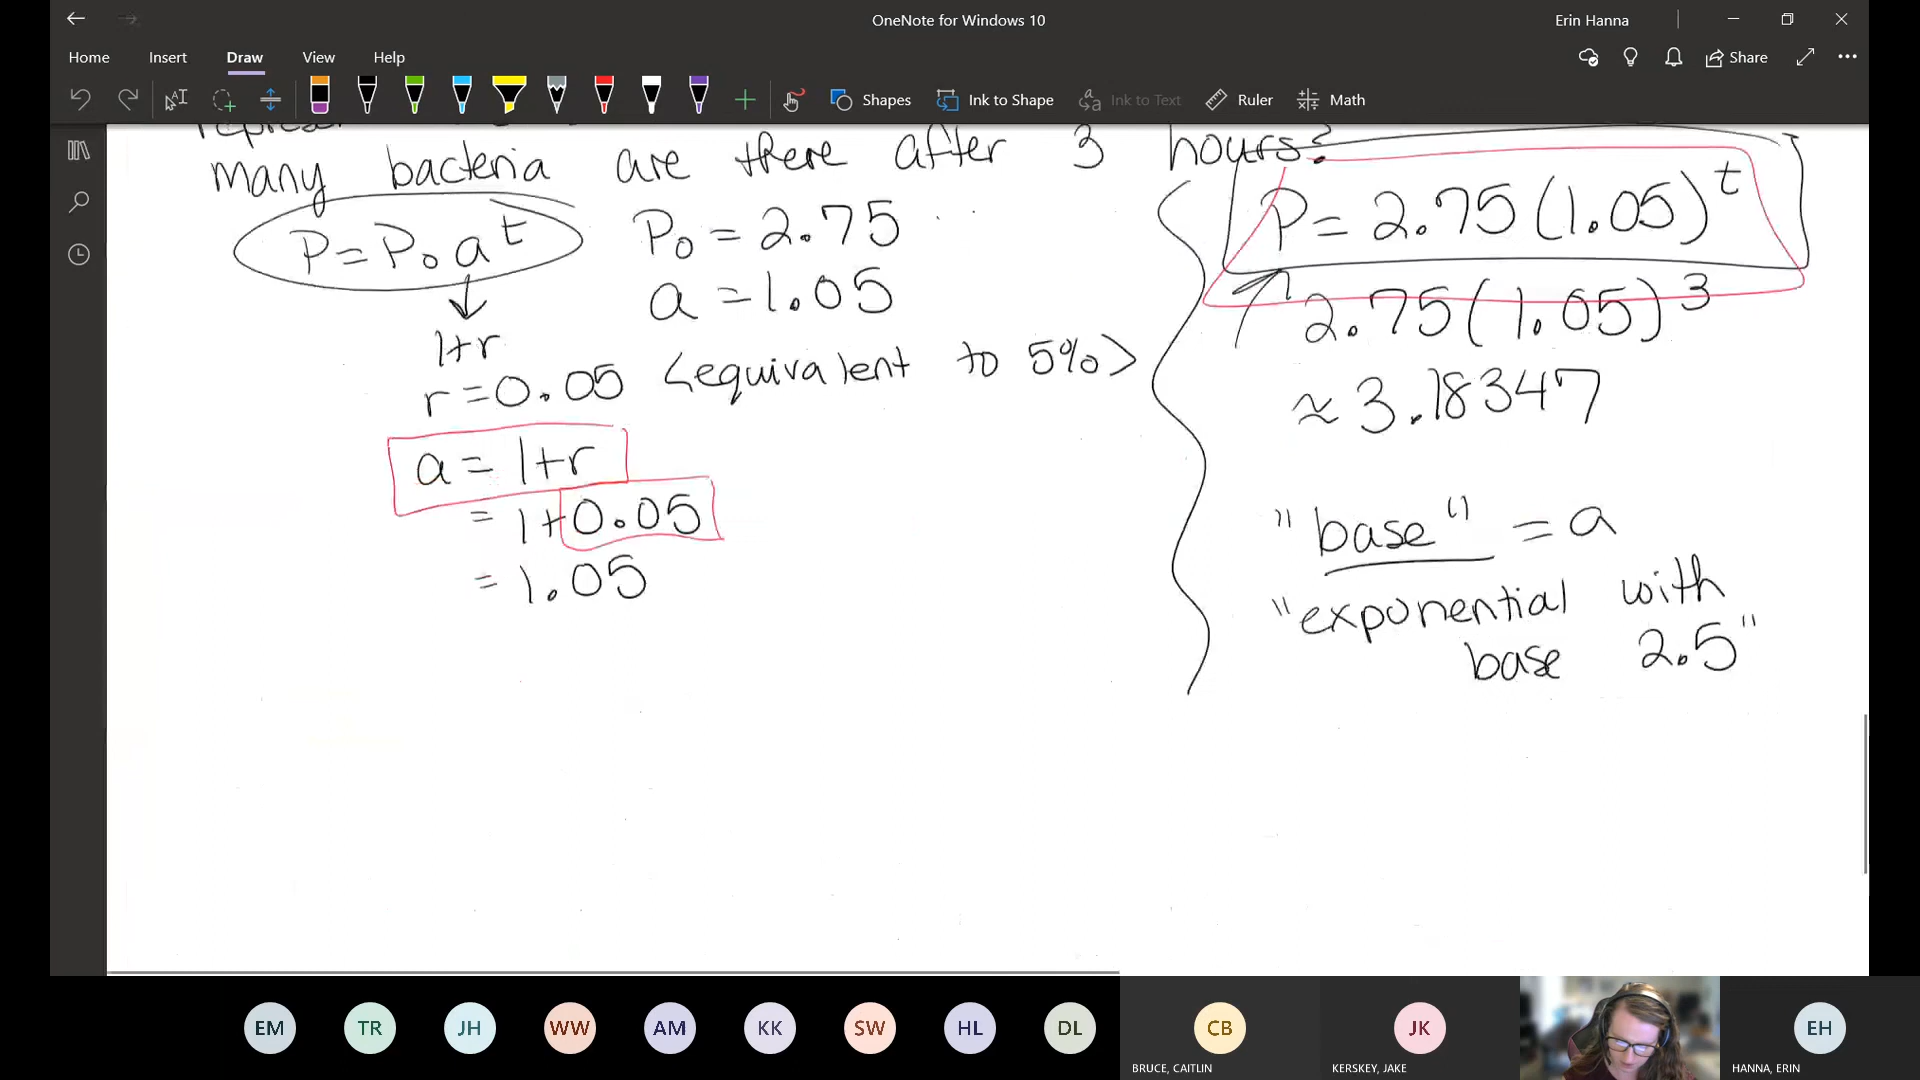 OneNote for Windows 10
Erin Hanna
Home Insert Draw View Help
Share
Shapes Ink to Shape Ink to Text Ruler Math
many bacteria are there after 3 hours?
P = P₀aᵗ
1+r
r = 0.05 <equivalent to 5%>
a = 1+r
= 1+0.05
= 1.05
P₀ = 2.75
a = 1.05
P = 2.75(1.05)ᵗ
2.75(1.05)³
≈ 3.18347
"base" = a
"exponential with
base 2.5"
EM TR JH WW AM KK SW HL DL CB JK EH
BRUCE, CAITLIN KERSKEY, JAKE HANNA, ERIN